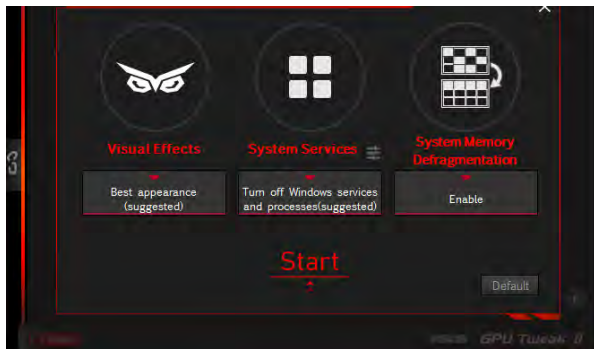 Visual Effects
System Services
System Memory
Defragmentation
Best appearance
(suggested)
Turn off Windows services
and processes(suggested)
Enable
Start
Default
GPU Tweak II